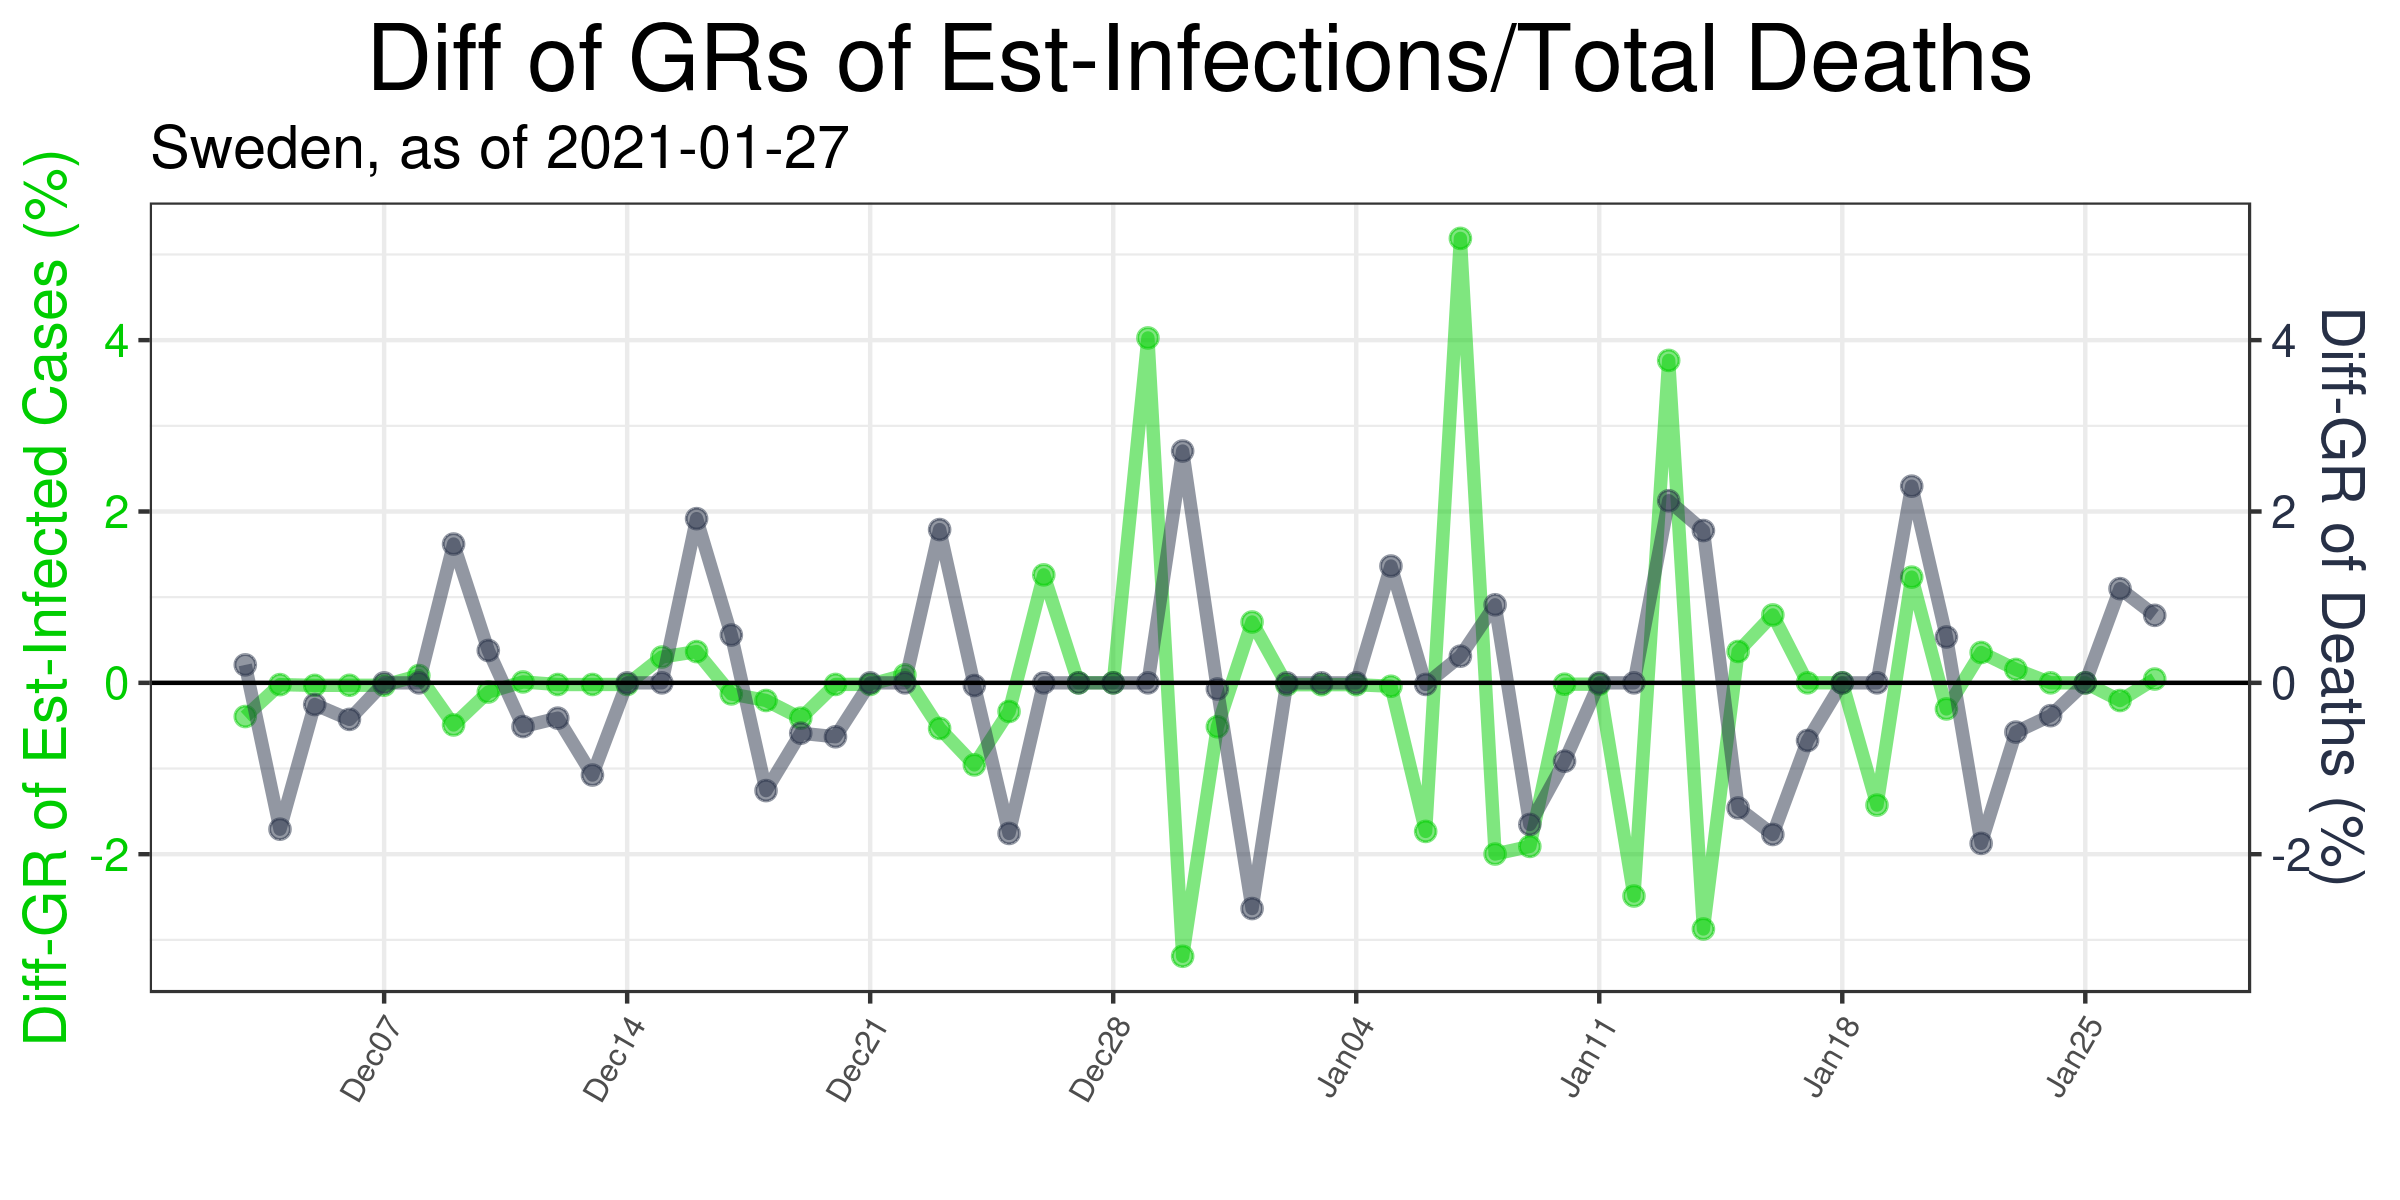 Diff of GRs of Est-Infections/Total Deaths
Sweden, as of 2021-01-27
Diff-GR of Est-Infected Cases (%)
4
2
0
-2
4
2
0
-2
Diff-GR of Deaths (%)
Dec07
Dec14
Dec21
Dec28
Jan04
Jan11
Jan18
Jan25